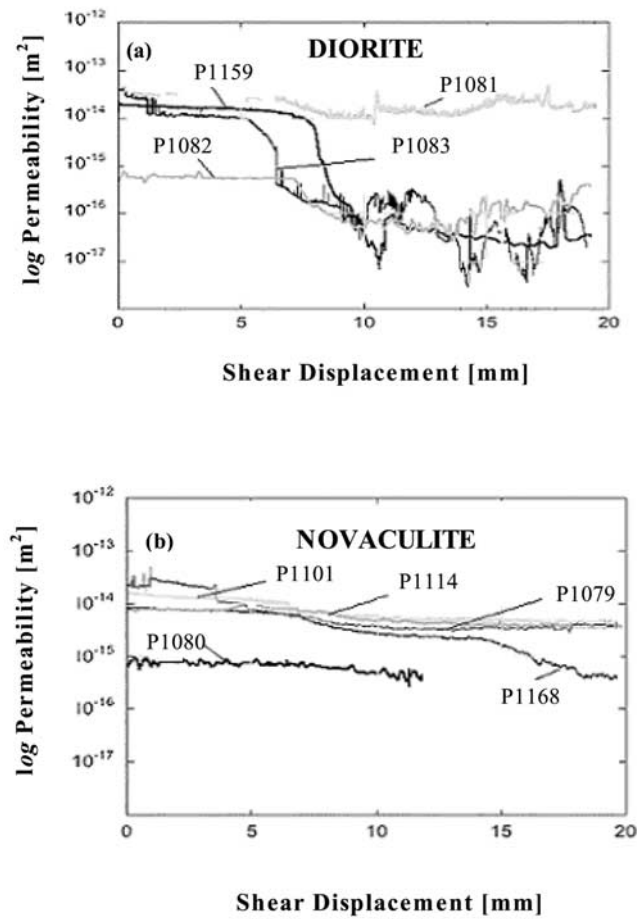 10-12
(a) DIORITE
10-13
P1159
P1081
10-14
P1082
P1083
10-15
10-16
10-17
log Permeability [m2]
0 5 10 15 20
Shear Displacement [mm]
10-12
(b) NOVACULITE
10-13
P1101
P1114
P1079
10-14
P1080
10-15
P1168
10-16
10-17
log Permeability [m2]
0 5 10 15 20
Shear Displacement [mm]